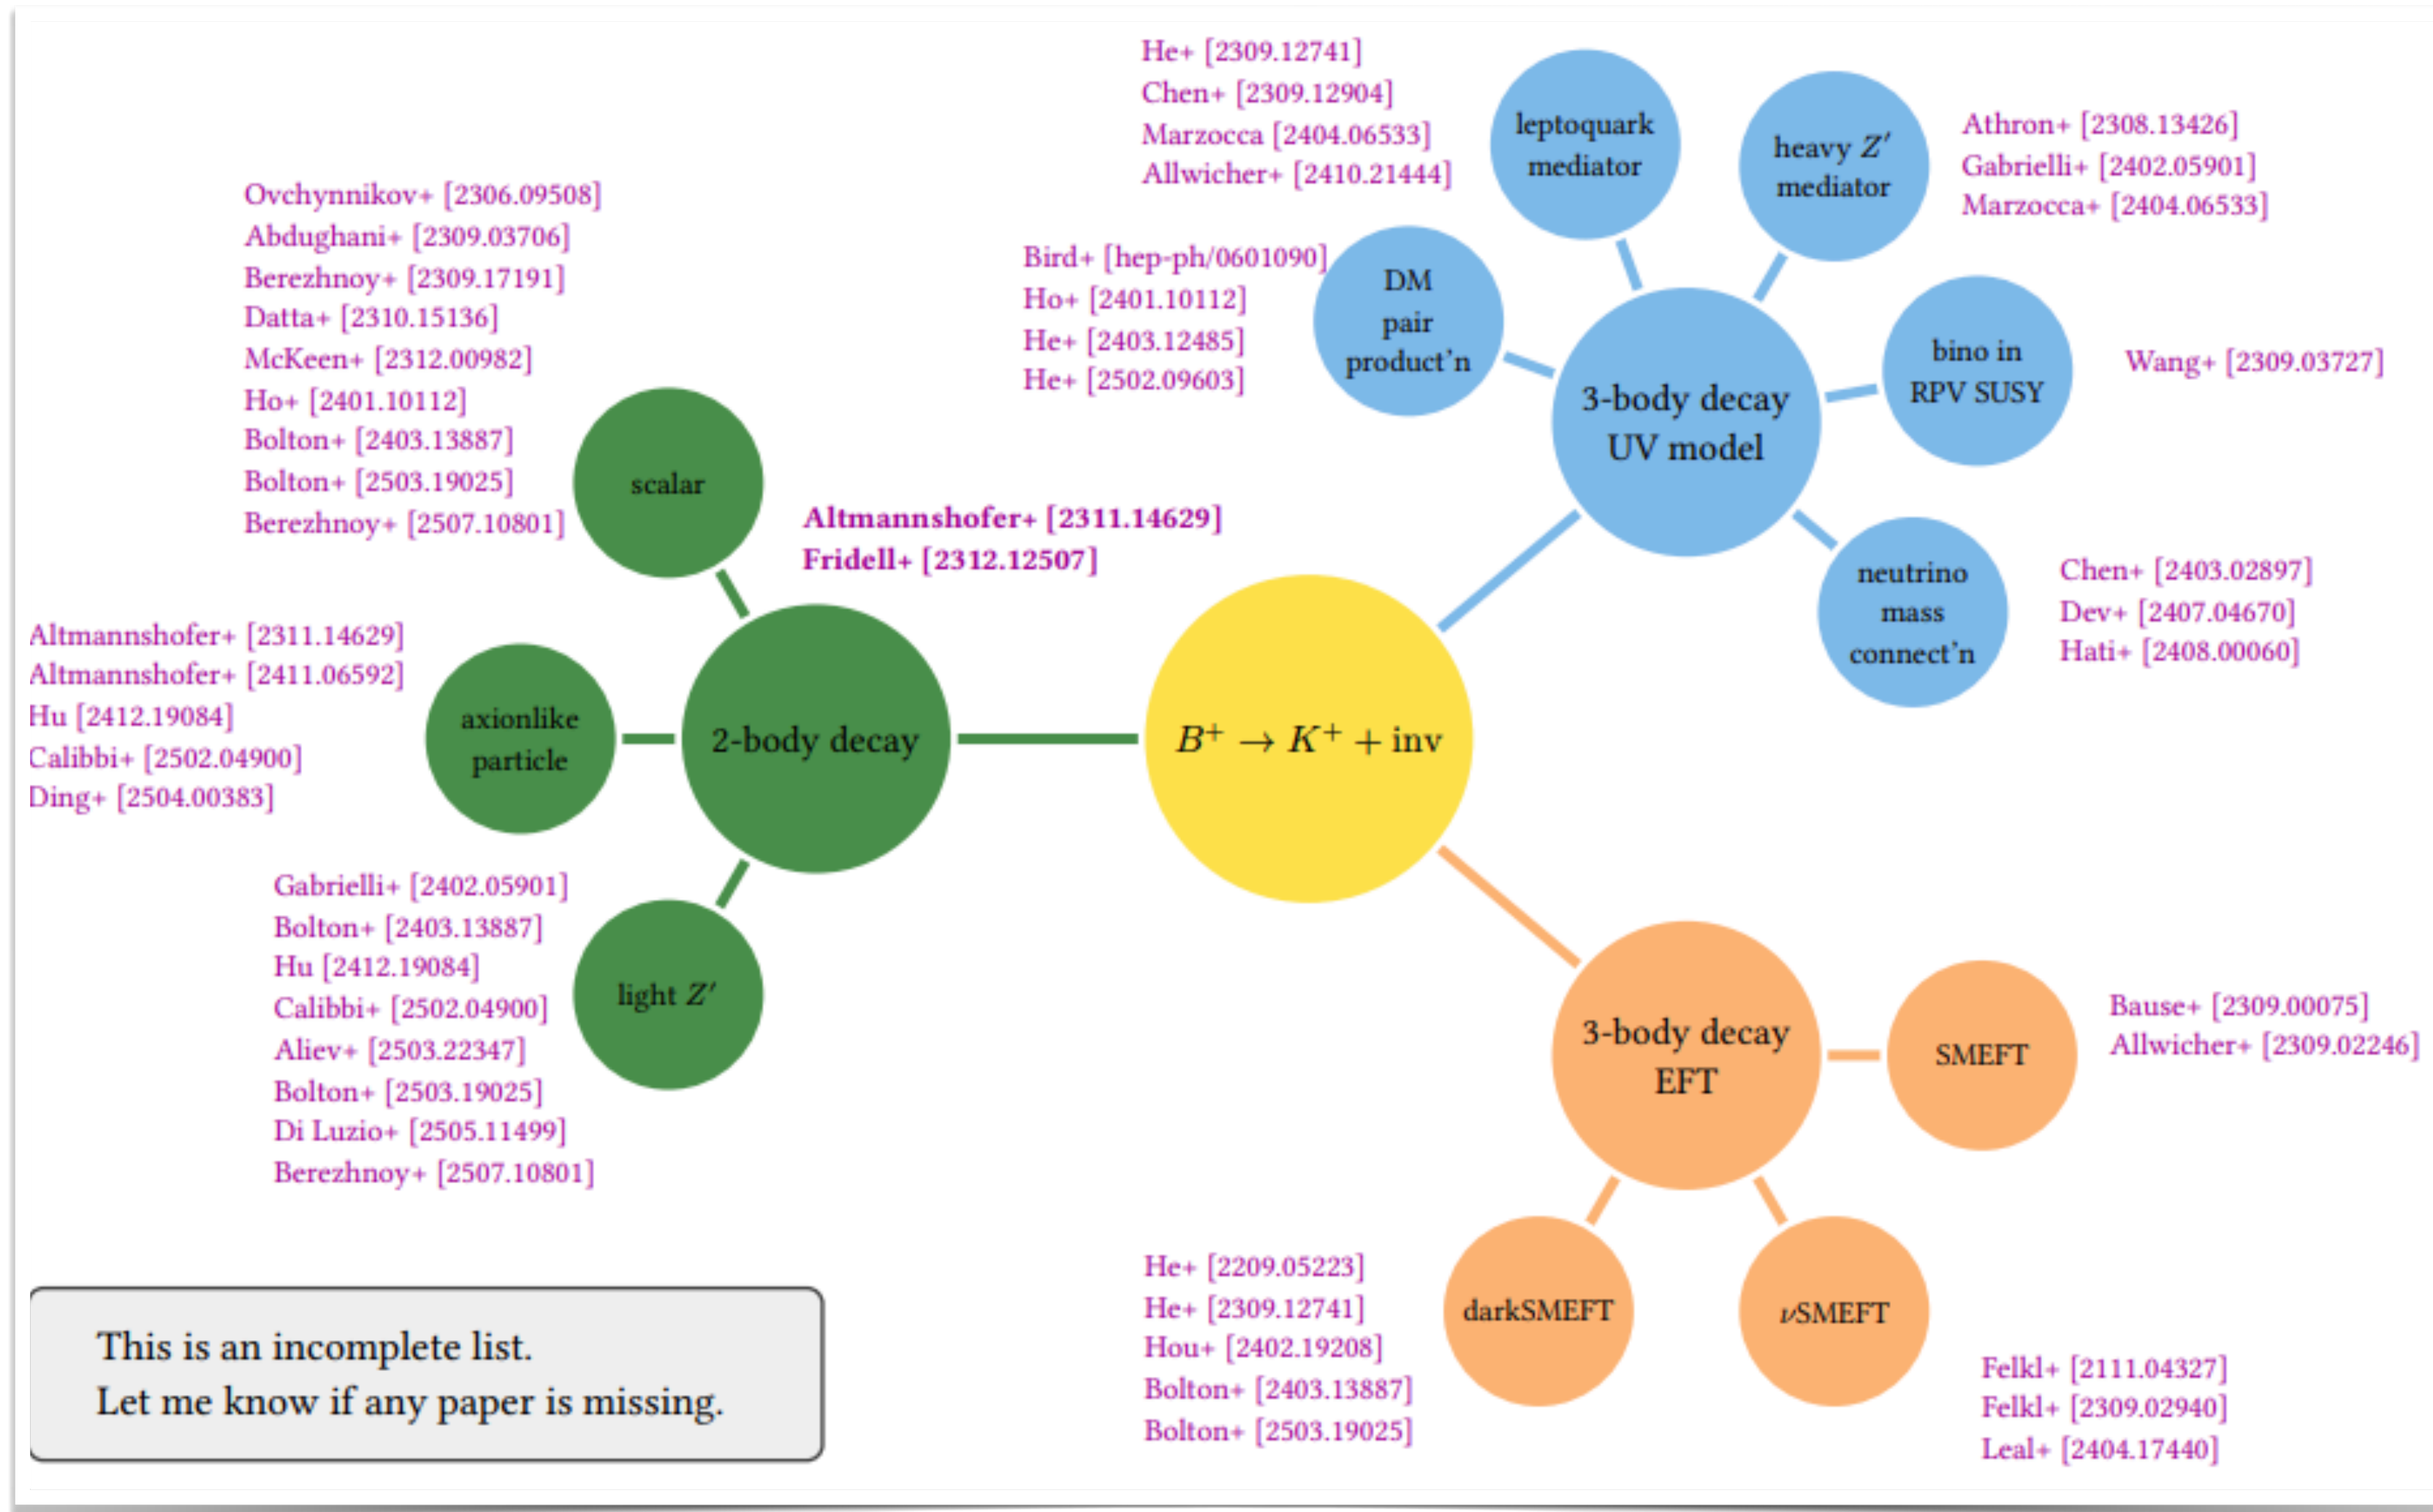 He+ [2309.12741]
Chen+ [2309.12904]
Marzocca [2404.06533]
Allwicher+ [2410.21444]
leptoquark
mediator
heavy Z′
mediator
Athron+ [2308.13426]
Gabrielli+ [2402.05901]
Marzocca+ [2404.06533]
Bird+ [hep-ph/0601090]
Ho+ [2401.10112]
He+ [2403.12485]
He+ [2502.09603]
DM
pair
product'n
3-body decay
UV model
bino in
RPV SUSY
Wang+ [2309.03727]
neutrino
mass
connect'n
Chen+ [2403.02897]
Dev+ [2407.04670]
Hati+ [2408.00060]
Ovchynnikov+ [2306.09508]
Abdughani+ [2309.03706]
Berezhnoy+ [2309.17191]
Datta+ [2310.15136]
McKeen+ [2312.00982]
Ho+ [2401.10112]
Bolton+ [2403.13887]
Bolton+ [2503.19025]
Berezhnoy+ [2507.10801]
scalar
Altmannshofer+ [2311.14629]
Fridell+ [2312.12507]
Altmannshofer+ [2311.14629]
Altmannshofer+ [2411.06592]
Hu [2412.19084]
Calibbi+ [2502.04900]
Ding+ [2504.00383]
axionlike
particle
2-body decay
B⁺ → K⁺ + inv
Gabrielli+ [2402.05901]
Bolton+ [2403.13887]
Hu [2412.19084]
Calibbi+ [2502.04900]
Aliev+ [2503.22347]
Bolton+ [2503.19025]
Di Luzio+ [2505.11499]
Berezhnoy+ [2507.10801]
light Z′
3-body decay
EFT
SMEFT
Bause+ [2309.00075]
Allwicher+ [2309.02246]
He+ [2209.05223]
He+ [2309.12741]
Hou+ [2402.19208]
Bolton+ [2403.13887]
Bolton+ [2503.19025]
darkSMEFT
νSMEFT
Felkl+ [2111.04327]
Felkl+ [2309.02940]
Leal+ [2404.17440]
This is an incomplete list.
Let me know if any paper is missing.